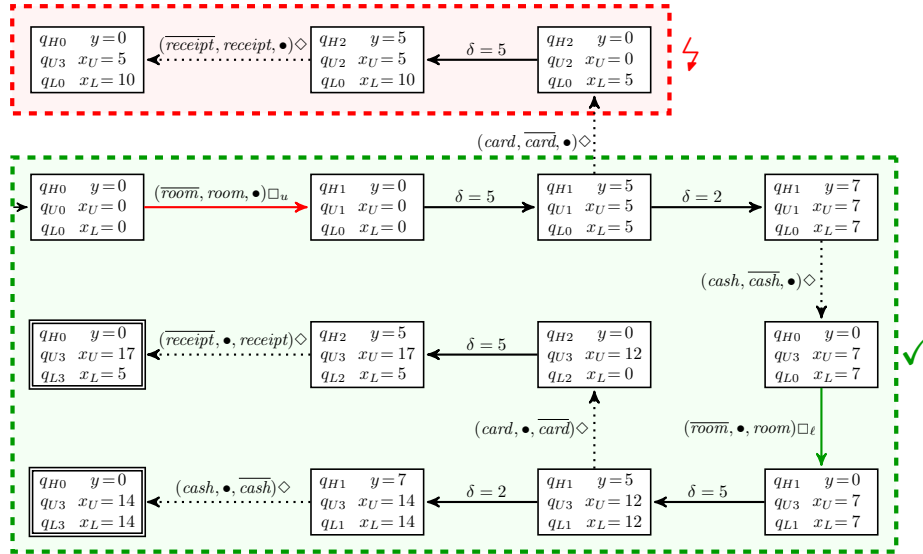 q_{H0} y=0 (\overline{receipt}, receipt, •)◇ q_{H2} y=5 δ=5 q_{H2} y=0
q_{U3} x_U=5 q_{U2} x_U=5 q_{U2} x_U=0
q_{L0} x_L=10 q_{L0} x_L=10 q_{L0} x_L=5
(card, \overline{card}, •)◇
q_{H0} y=0 (\overline{room}, room, •)□_u q_{H1} y=0 δ=5 q_{H1} y=5 δ=2 q_{H1} y=7
q_{U0} x_U=0 q_{U1} x_U=0 q_{U1} x_U=5 q_{U1} x_U=7
q_{L0} x_L=0 q_{L0} x_L=0 q_{L0} x_L=5 q_{L0} x_L=7
(cash, \overline{cash}, •)◇
q_{H0} y=0 (\overline{receipt}, •, receipt)◇ q_{H2} y=5 δ=5 q_{H2} y=0 q_{H0} y=0
q_{U3} x_U=17 q_{U3} x_U=17 q_{U3} x_U=12 q_{U3} x_U=7
q_{L3} x_L=5 q_{L2} x_L=5 q_{L2} x_L=0 q_{L0} x_L=7
(card, •, \overline{card})◇ (\overline{room}, •, room)□_ℓ
q_{H0} y=0 (cash, •, \overline{cash})◇ q_{H1} y=7 δ=2 q_{H1} y=5 δ=5 q_{H1} y=0
q_{U3} x_U=14 q_{U3} x_U=14 q_{U3} x_U=12 q_{U3} x_U=7
q_{L3} x_L=14 q_{L1} x_L=14 q_{L1} x_L=12 q_{L1} x_L=7